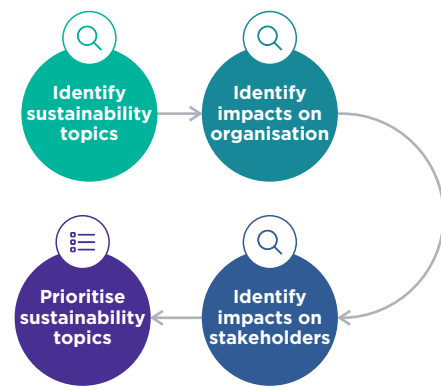 Identify
sustainability
topics
Identify
impacts on
organisation
Identify
impacts on
stakeholders
Prioritise
sustainability
topics